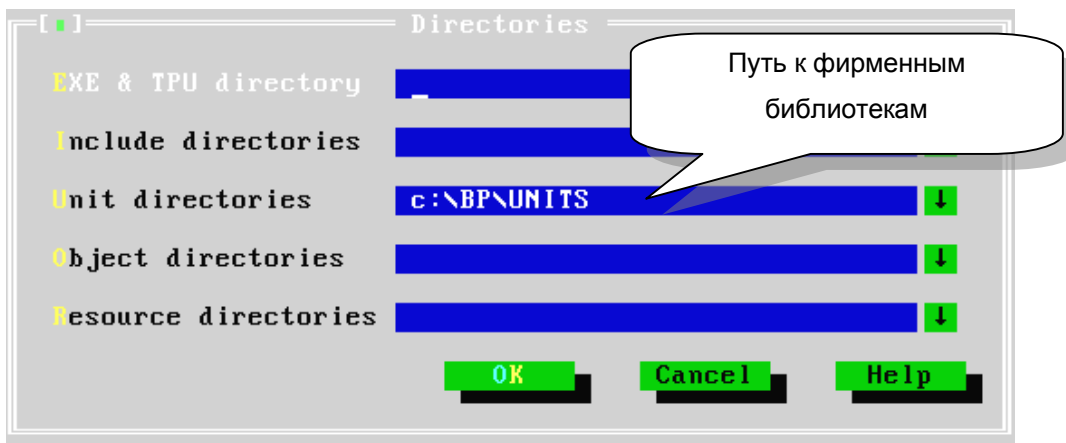 [▪] Directories
EXE & TPU directory
Путь к фирменным
библиотекам
Include directories
Unit directories c:\BP\UNITS ↓
Object directories ↓
Resource directories ↓
OK Cancel Help